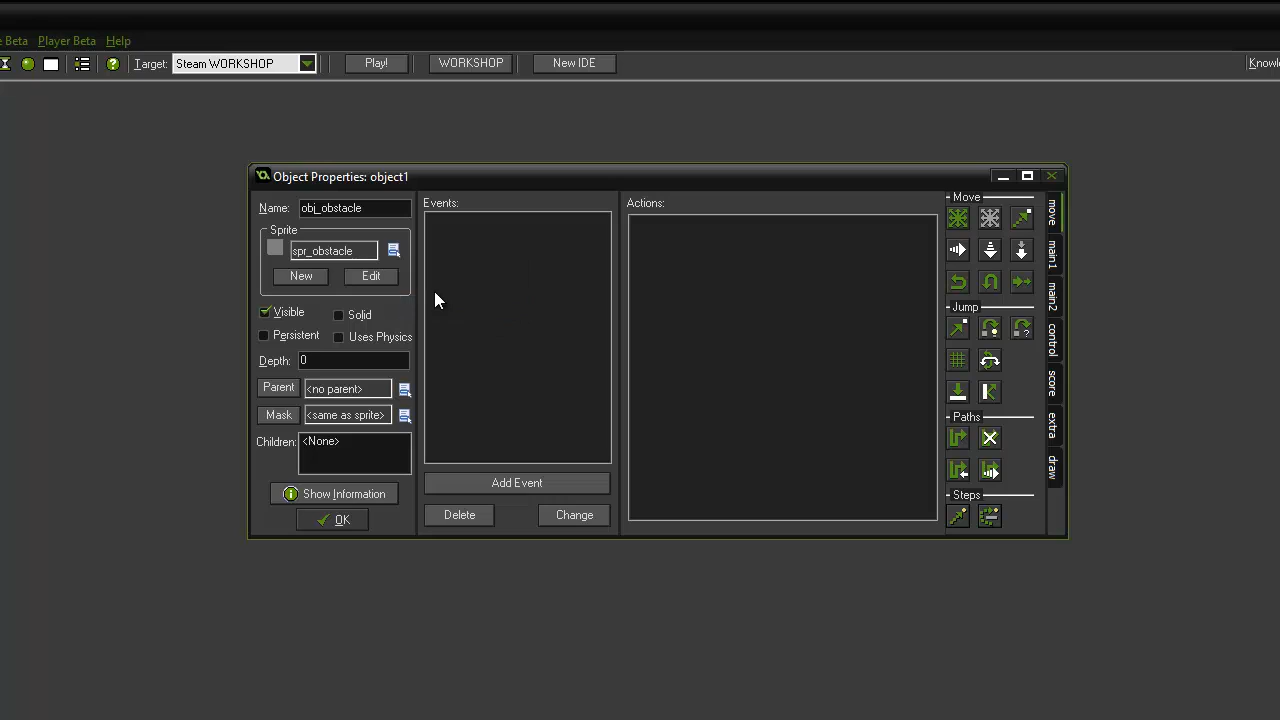 e Beta Player Beta Help
Target: Steam WORKSHOP Play! WORKSHOP New IDE Knowle
Object Properties: object1
Name: obj_obstacle
Sprite
spr_obstacle
New Edit
Visible Solid
Persistent Uses Physics
Depth: 0
Parent <no parent>
Mask <same as sprite>
Children: <None>
Show Information
OK
Events:
Add Event
Delete Change
Actions:
Move
Jump
Paths
Steps
move
main1
main2
control
score
extra
draw